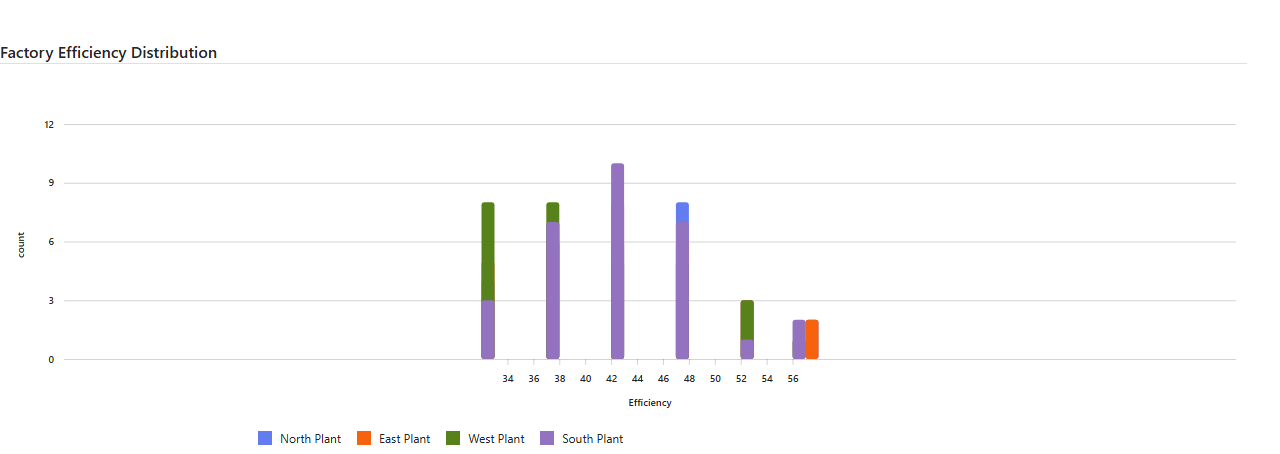 Factory Efficiency Distribution
12
9
6
3
0
count
34 36 38 40 42 44 46 48 50 52 54 56
Efficiency
North Plant East Plant West Plant South Plant